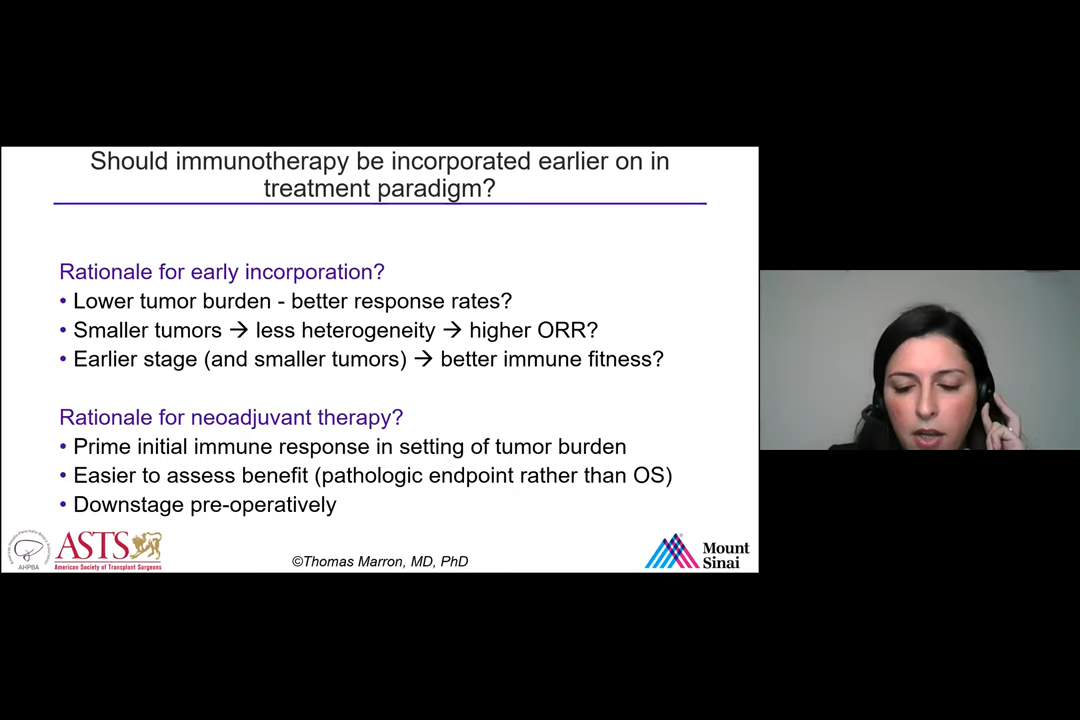 Should immunotherapy be incorporated earlier on in
treatment paradigm?
Rationale for early incorporation?
• Lower tumor burden - better response rates?
• Smaller tumors → less heterogeneity → higher ORR?
• Earlier stage (and smaller tumors) → better immune fitness?
Rationale for neoadjuvant therapy?
• Prime initial immune response in setting of tumor burden
• Easier to assess benefit (pathologic endpoint rather than OS)
• Downstage pre-operatively
AHPBA
ASTS
American Society of Transplant Surgeons
©Thomas Marron, MD, PhD
Mount
Sinai